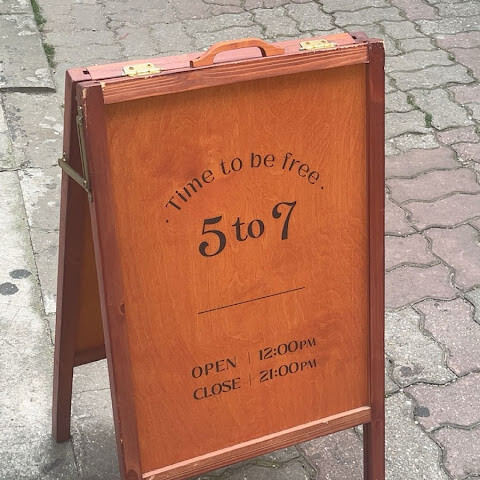 · Time to be free ·
5 to 7
OPEN | 12:00PM
CLOSE | 21:00PM